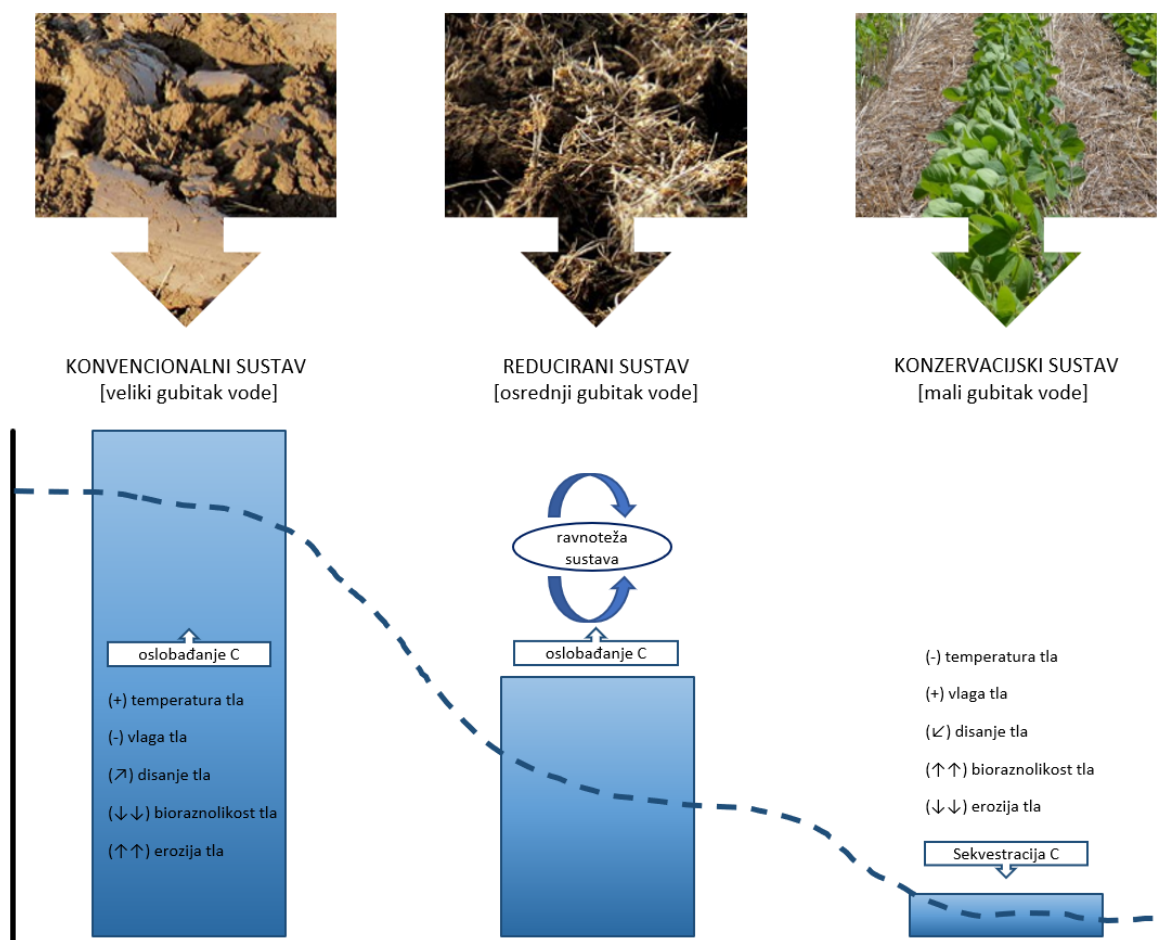 KONVENCIONALNI SUSTAV
[veliki gubitak vode]
REDUCIRANI SUSTAV
[osrednji gubitak vode]
KONZERVACIJSKI SUSTAV
[mali gubitak vode]
oslobađanje C
(+) temperatura tla
(-) vlaga tla
(↗) disanje tla
(↓↓) bioraznolikost tla
(↑↑) erozija tla
ravnoteža
sustava
oslobađanje C
(-) temperatura tla
(+) vlaga tla
(↙) disanje tla
(↑↑) bioraznolikost tla
(↓↓) erozija tla
Sekvestracija C